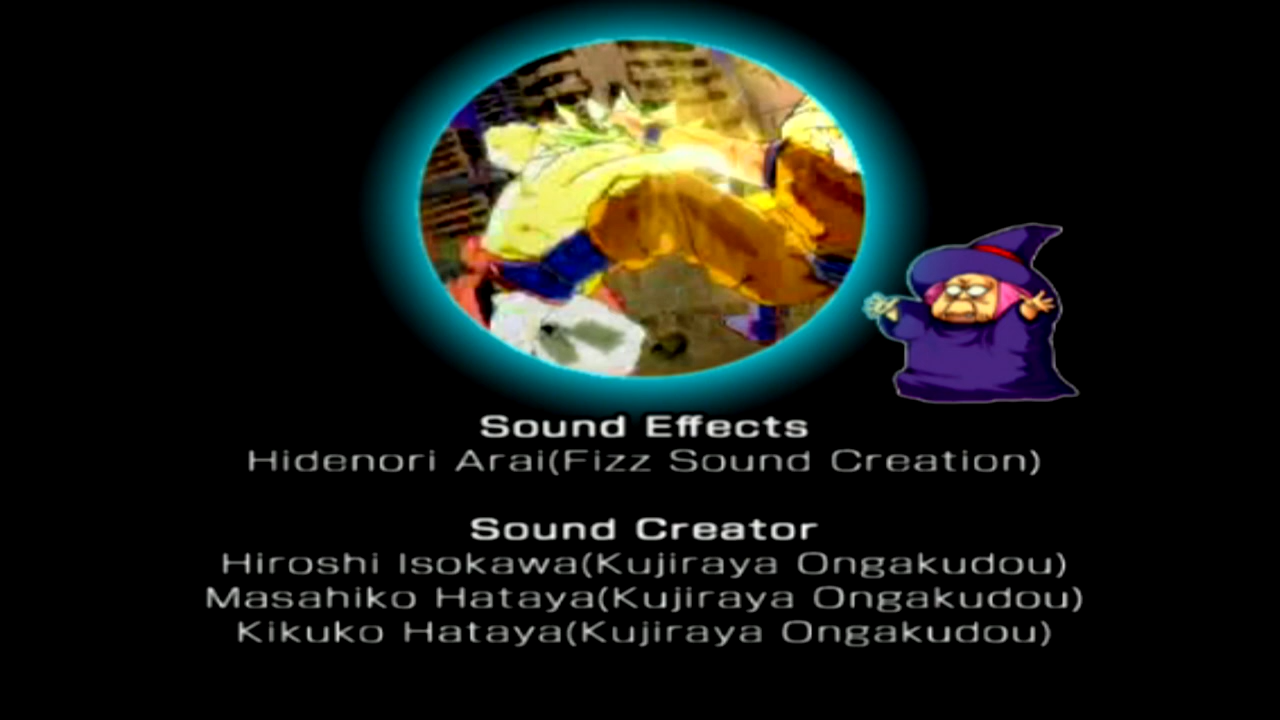 Sound Effects
Hidenori Arai(Fizz Sound Creation)
Sound Creator
Hiroshi Isokawa(Kujiraya Ongakudou)
Masahiko Hataya(Kujiraya Ongakudou)
Kikuko Hataya(Kujiraya Ongakudou)